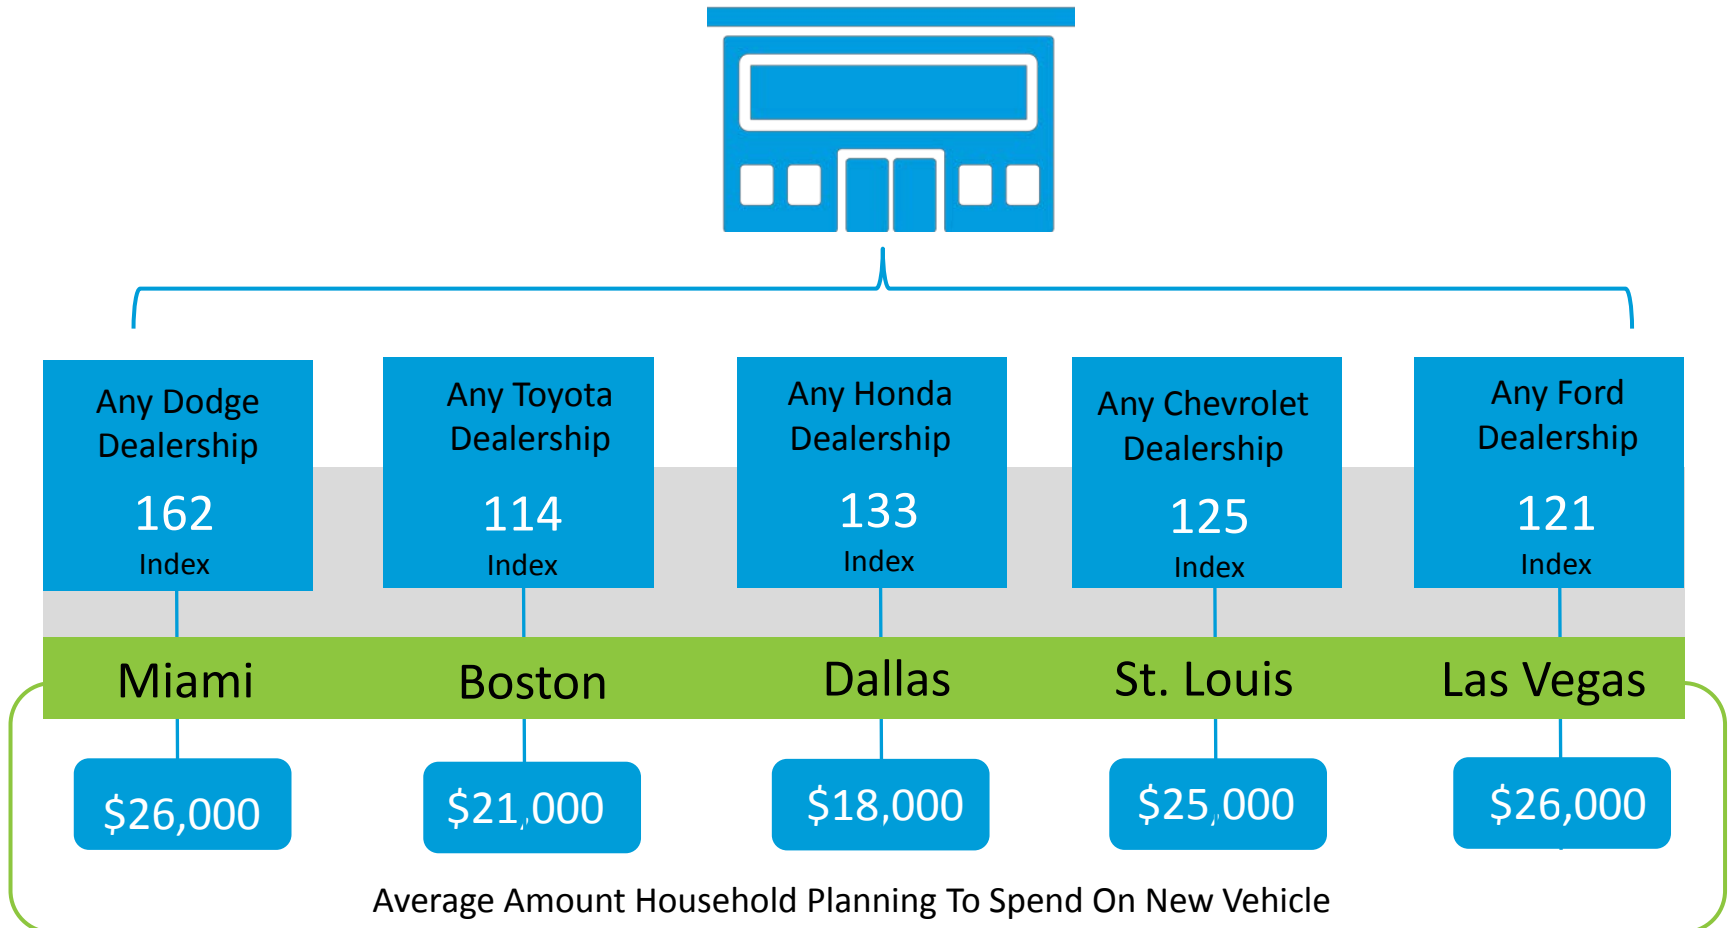 Any Dodge
Dealership
162
Index
Any Toyota
Dealership
114
Index
Any Honda
Dealership
133
Index
Any Chevrolet
Dealership
125
Index
Any Ford
Dealership
121
Index
Miami
Boston
Dallas
St. Louis
Las Vegas
$26,000
$21,000
$18,000
$25,000
$26,000
Average Amount Household Planning To Spend On New Vehicle